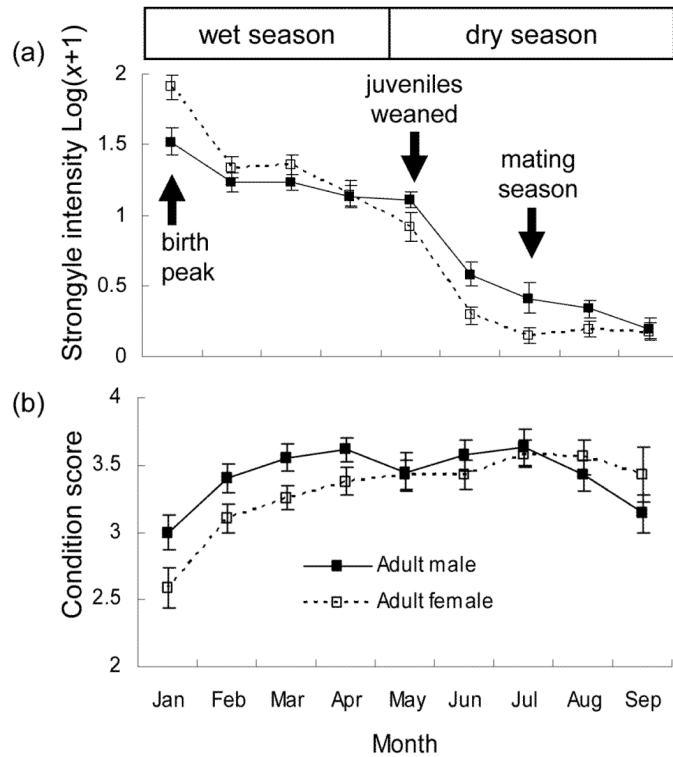 wet season
dry season
(a)
Strongyle intensity Log(x+1)
2
1.5
1
0.5
0
birth
peak
juveniles
weaned
mating
season
(b)
Condition score
4
3.5
3
2.5
2
Adult male
Adult female
Jan Feb Mar Apr May Jun Jul Aug Sep
Month